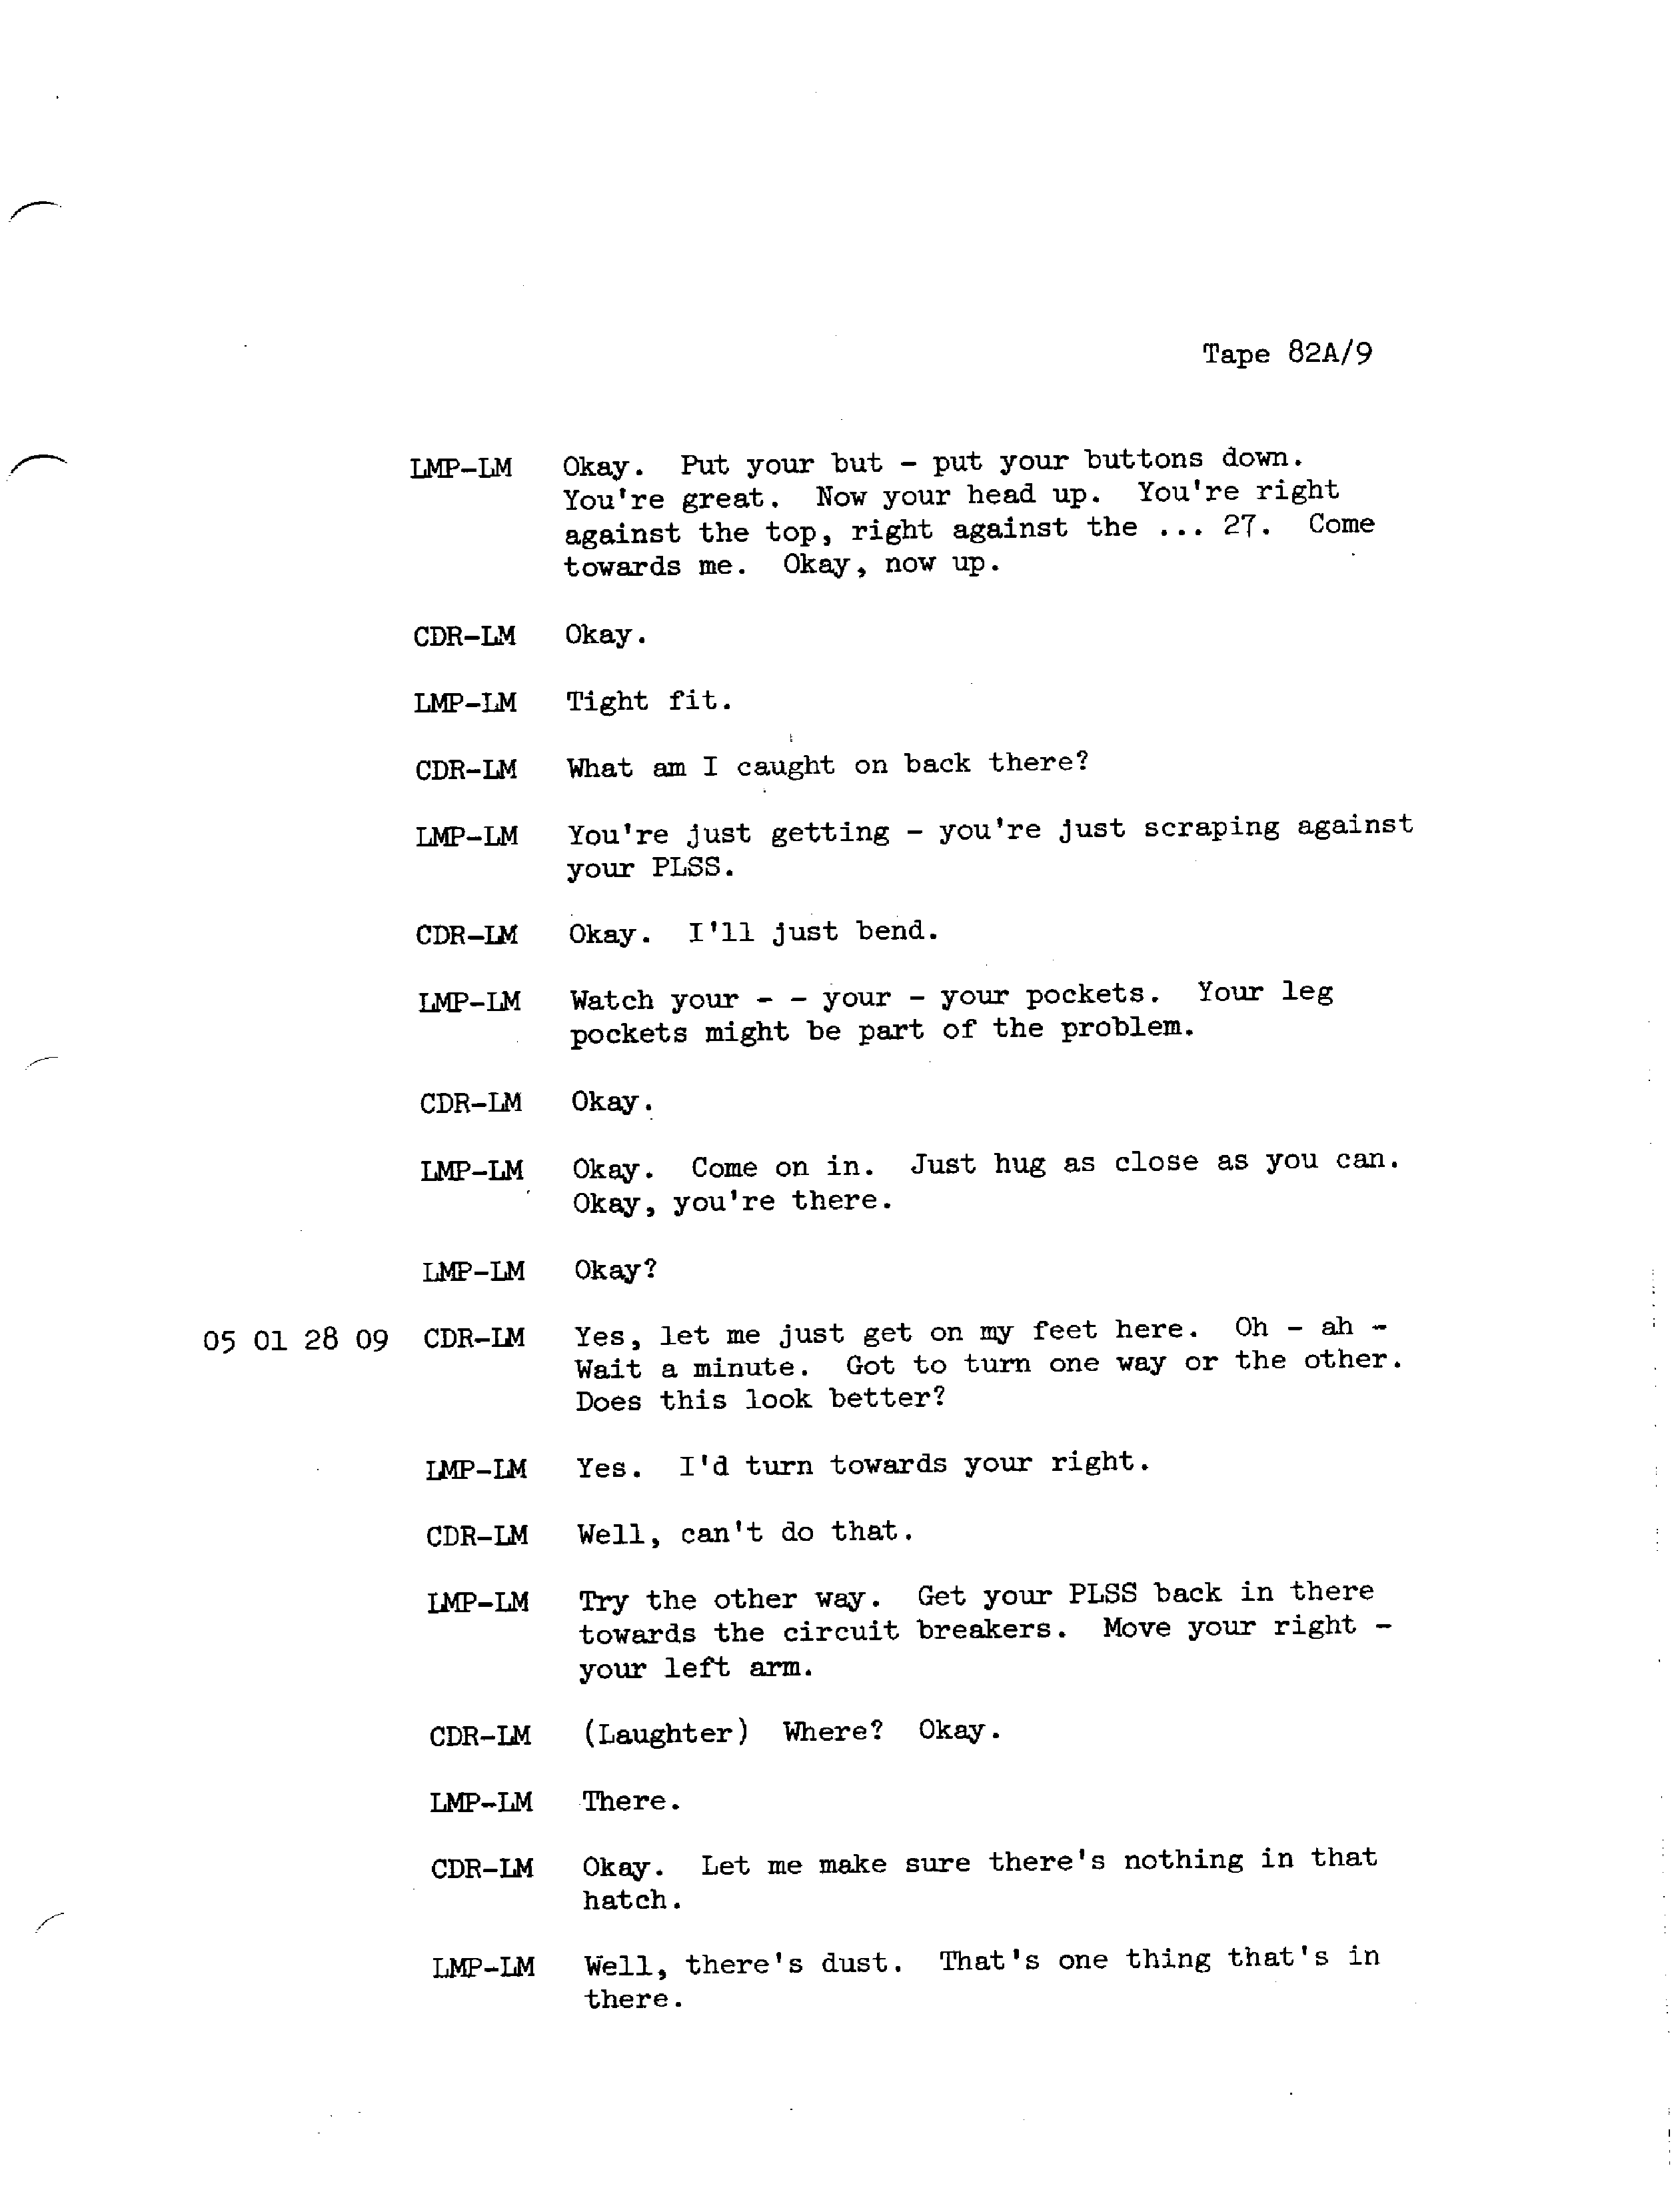 Tape 82A/9
LMP-LM Okay. Put your but - put your buttons down.
You're great. Now your head up. You're right
against the top, right against the ... 27. Come
towards me. Okay, now up.
CDR-LM Okay.
LMP-LM Tight fit.
CDR-LM What am I caught on back there?
LMP-LM You're just getting - you're just scraping against
your PLSS.
CDR-LM Okay. I'll just bend.
LMP-LM Watch your - - your - your pockets. Your leg
pockets might be part of the problem.
CDR-LM Okay.
LMP-LM Okay. Come on in. Just hug as close as you can.
Okay, you're there.
LMP-LM Okay?
05 01 28 09 CDR-LM Yes, let me just get on my feet here. Oh - ah -
Wait a minute. Got to turn one way or the other.
Does this look better?
LMP-LM Yes. I'd turn towards your right.
CDR-LM Well, can't do that.
LMP-LM Try the other way. Get your PLSS back in there
towards the circuit breakers. Move your right -
your left arm.
CDR-LM (Laughter) Where? Okay.
LMP-LM There.
CDR-LM Okay. Let me make sure there's nothing in that
hatch.
LMP-LM Well, there's dust. That's one thing that's in
there.